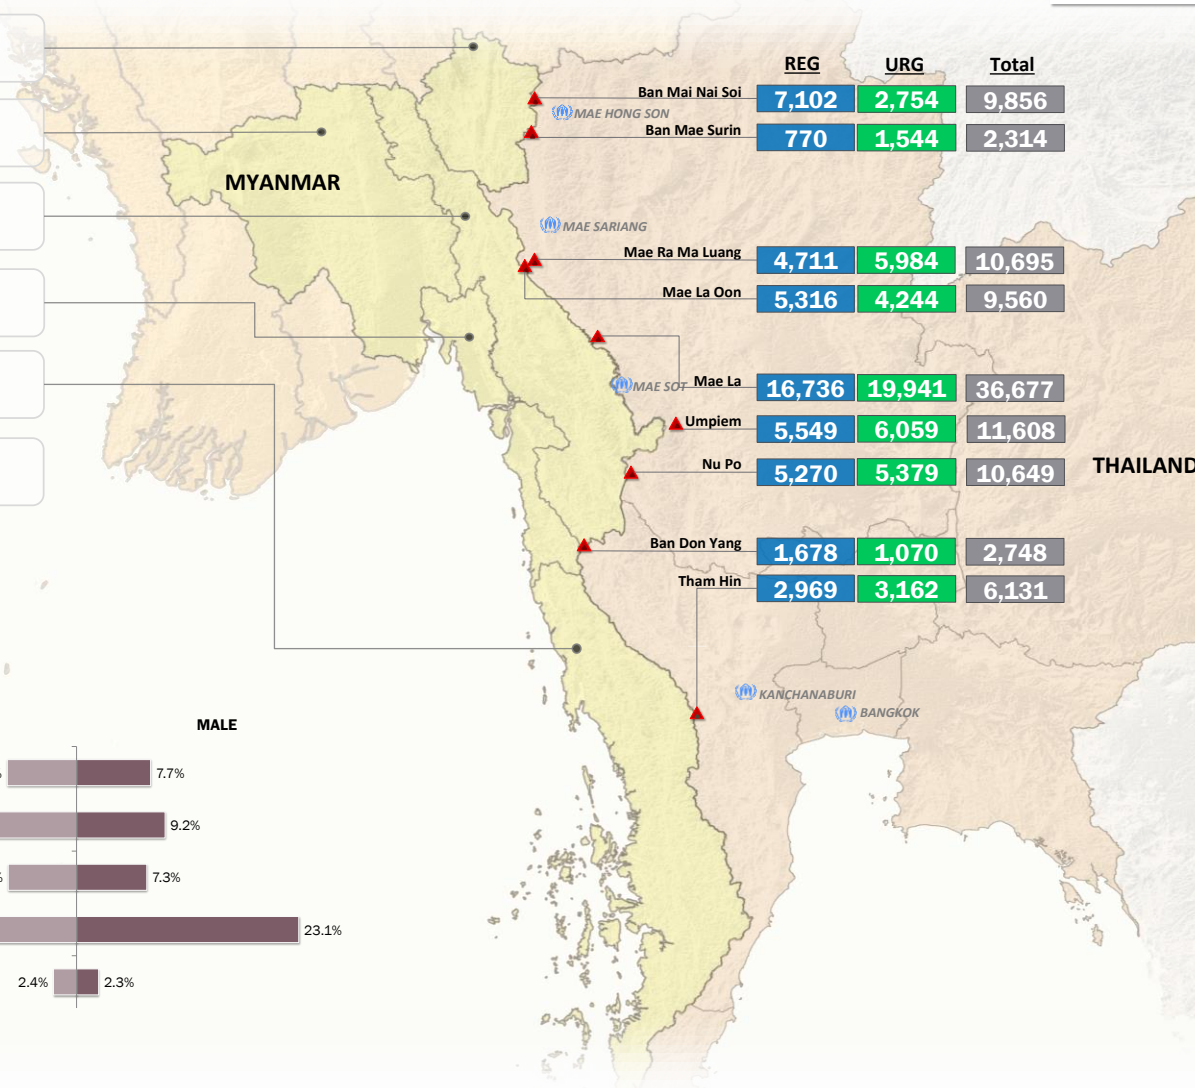 REG URG Total
Ban Mai Nai Soi 7,102 2,754 9,856
MAE HONG SON
Ban Mae Surin 770 1,544 2,314
MYANMAR
MAE SARIANG
Mae Ra Ma Luang 4,711 5,984 10,695
Mae La Oon 5,316 4,244 9,560
MAE SOT Mae La 16,736 19,941 36,677
Umpiem 5,549 6,059 11,608
THAILAND
Nu Po 5,270 5,379 10,649
Ban Don Yang 1,678 1,070 2,748
Tham Hin 2,969 3,162 6,131
KANCHANABURI
BANGKOK
MALE
7.7%
9.2%
7.3%
23.1%
2.4% 2.3%